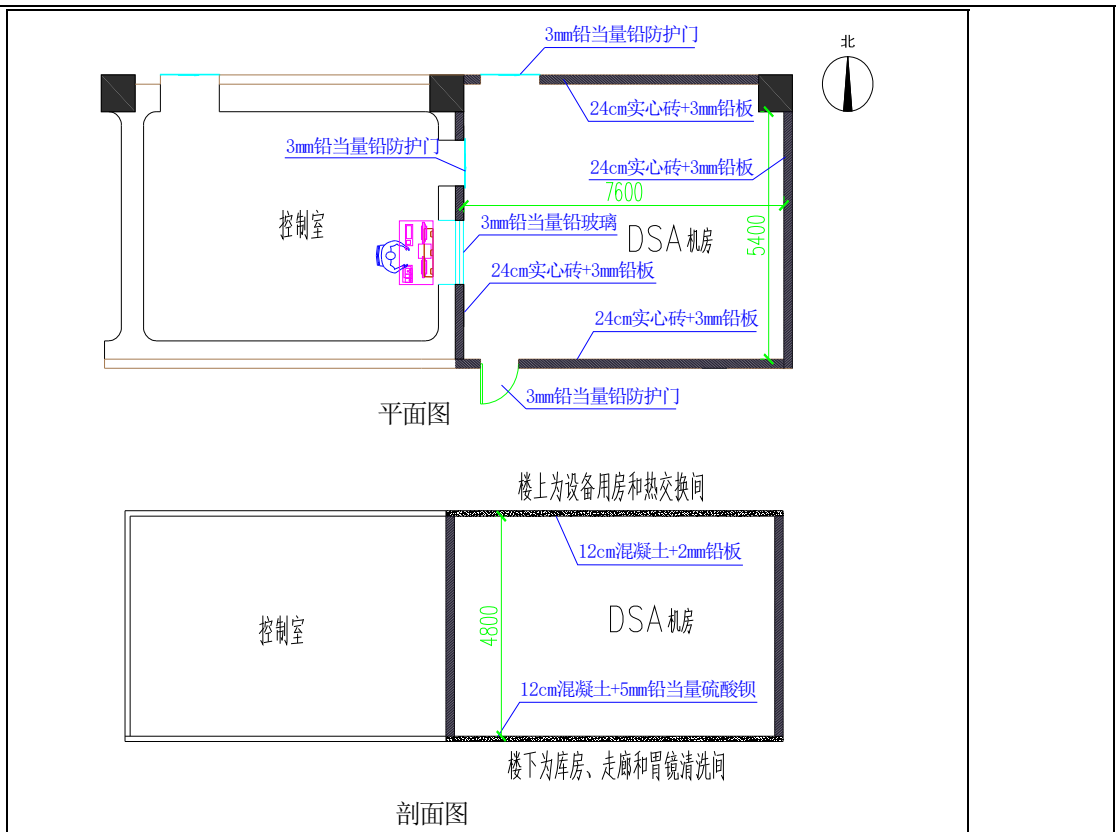 3mm铅当量铅防护门
北
24cm实心砖+3mm铅板
3mm铅当量铅防护门
24cm实心砖+3mm铅板
7600
控制室
3mm铅当量铅玻璃
DSA机房
5400
24cm实心砖+3mm铅板
24cm实心砖+3mm铅板
3mm铅当量铅防护门
平面图
楼上为设备用房和热交换间
12cm混凝土+2mm铅板
DSA机房
4800
控制室
12cm混凝土+5mm铅当量硫酸钡
楼下为库房、走廊和胃镜清洗间
剖面图